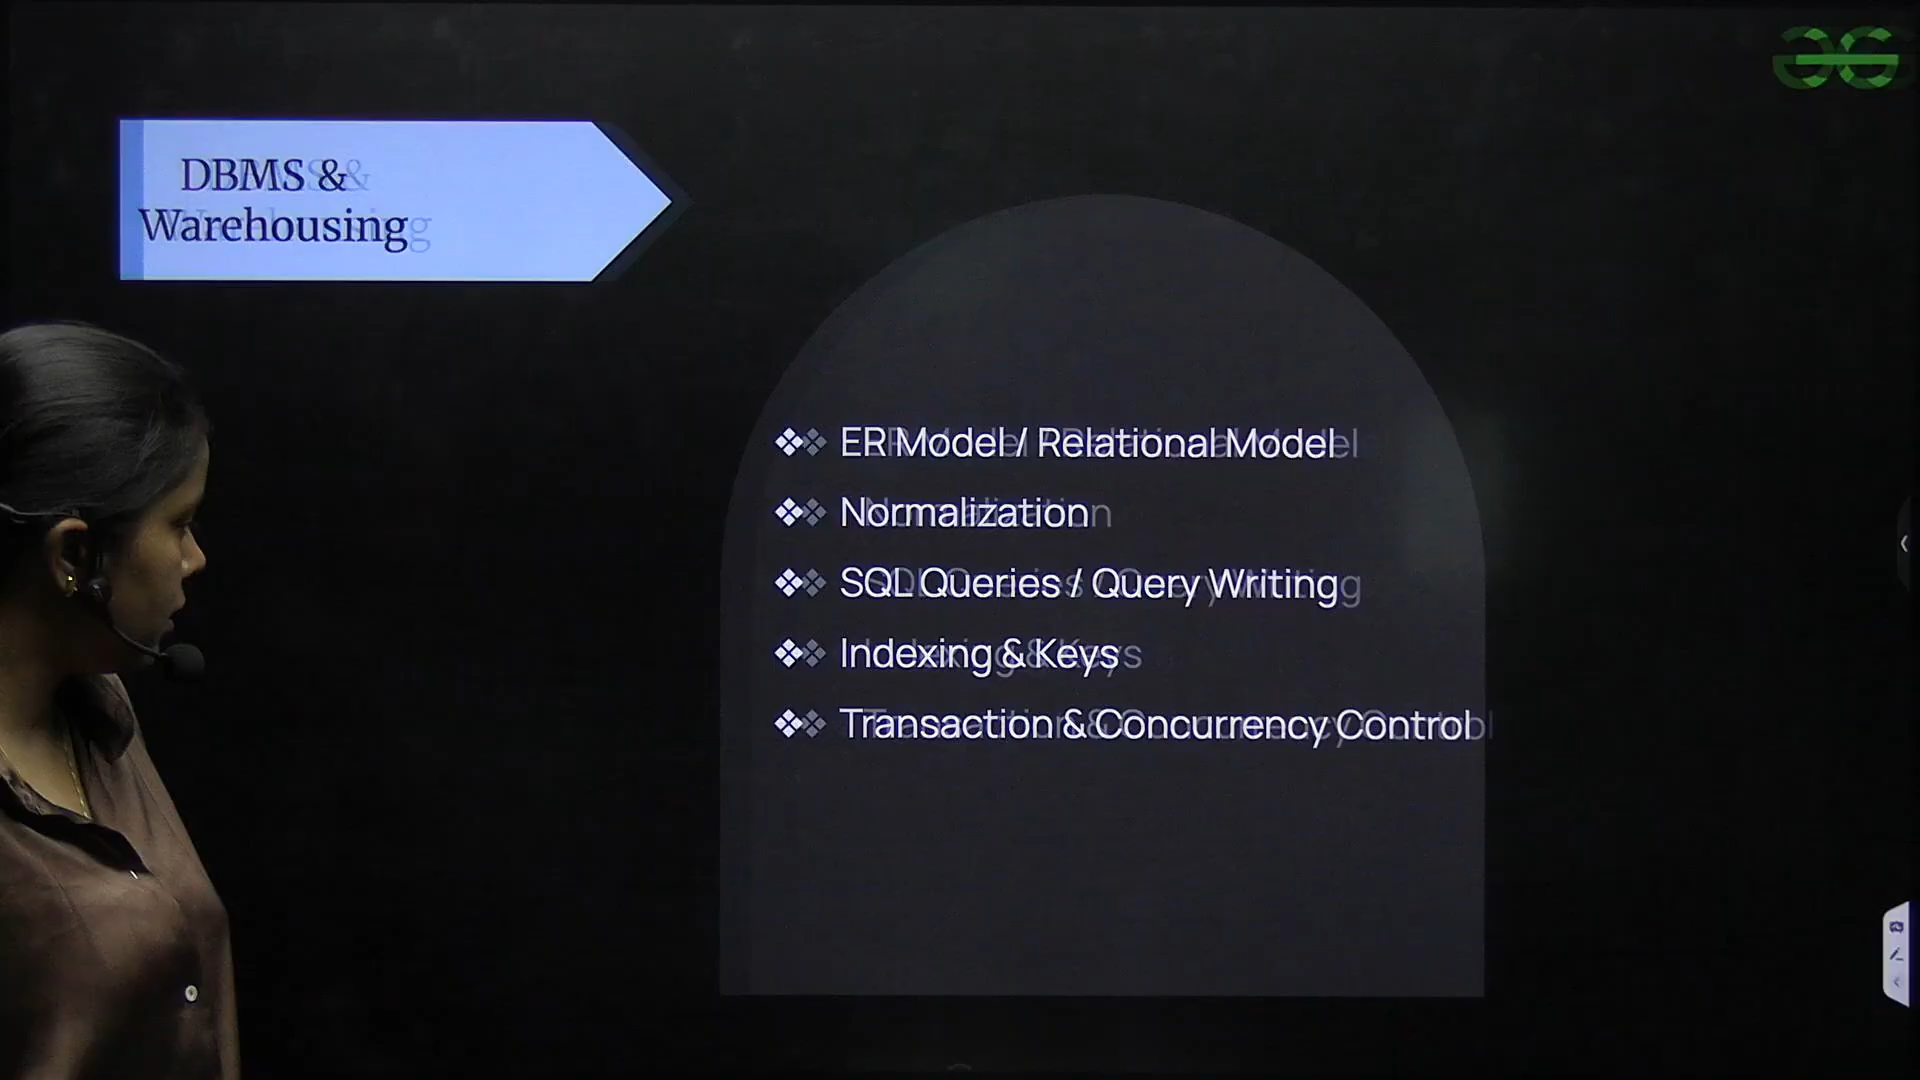 DBMS &
Warehousing
❖ ER Model / Relational Model
❖ Normalization
❖ SQL Queries / Query Writing
❖ Indexing & Keys
❖ Transaction & Concurrency Control